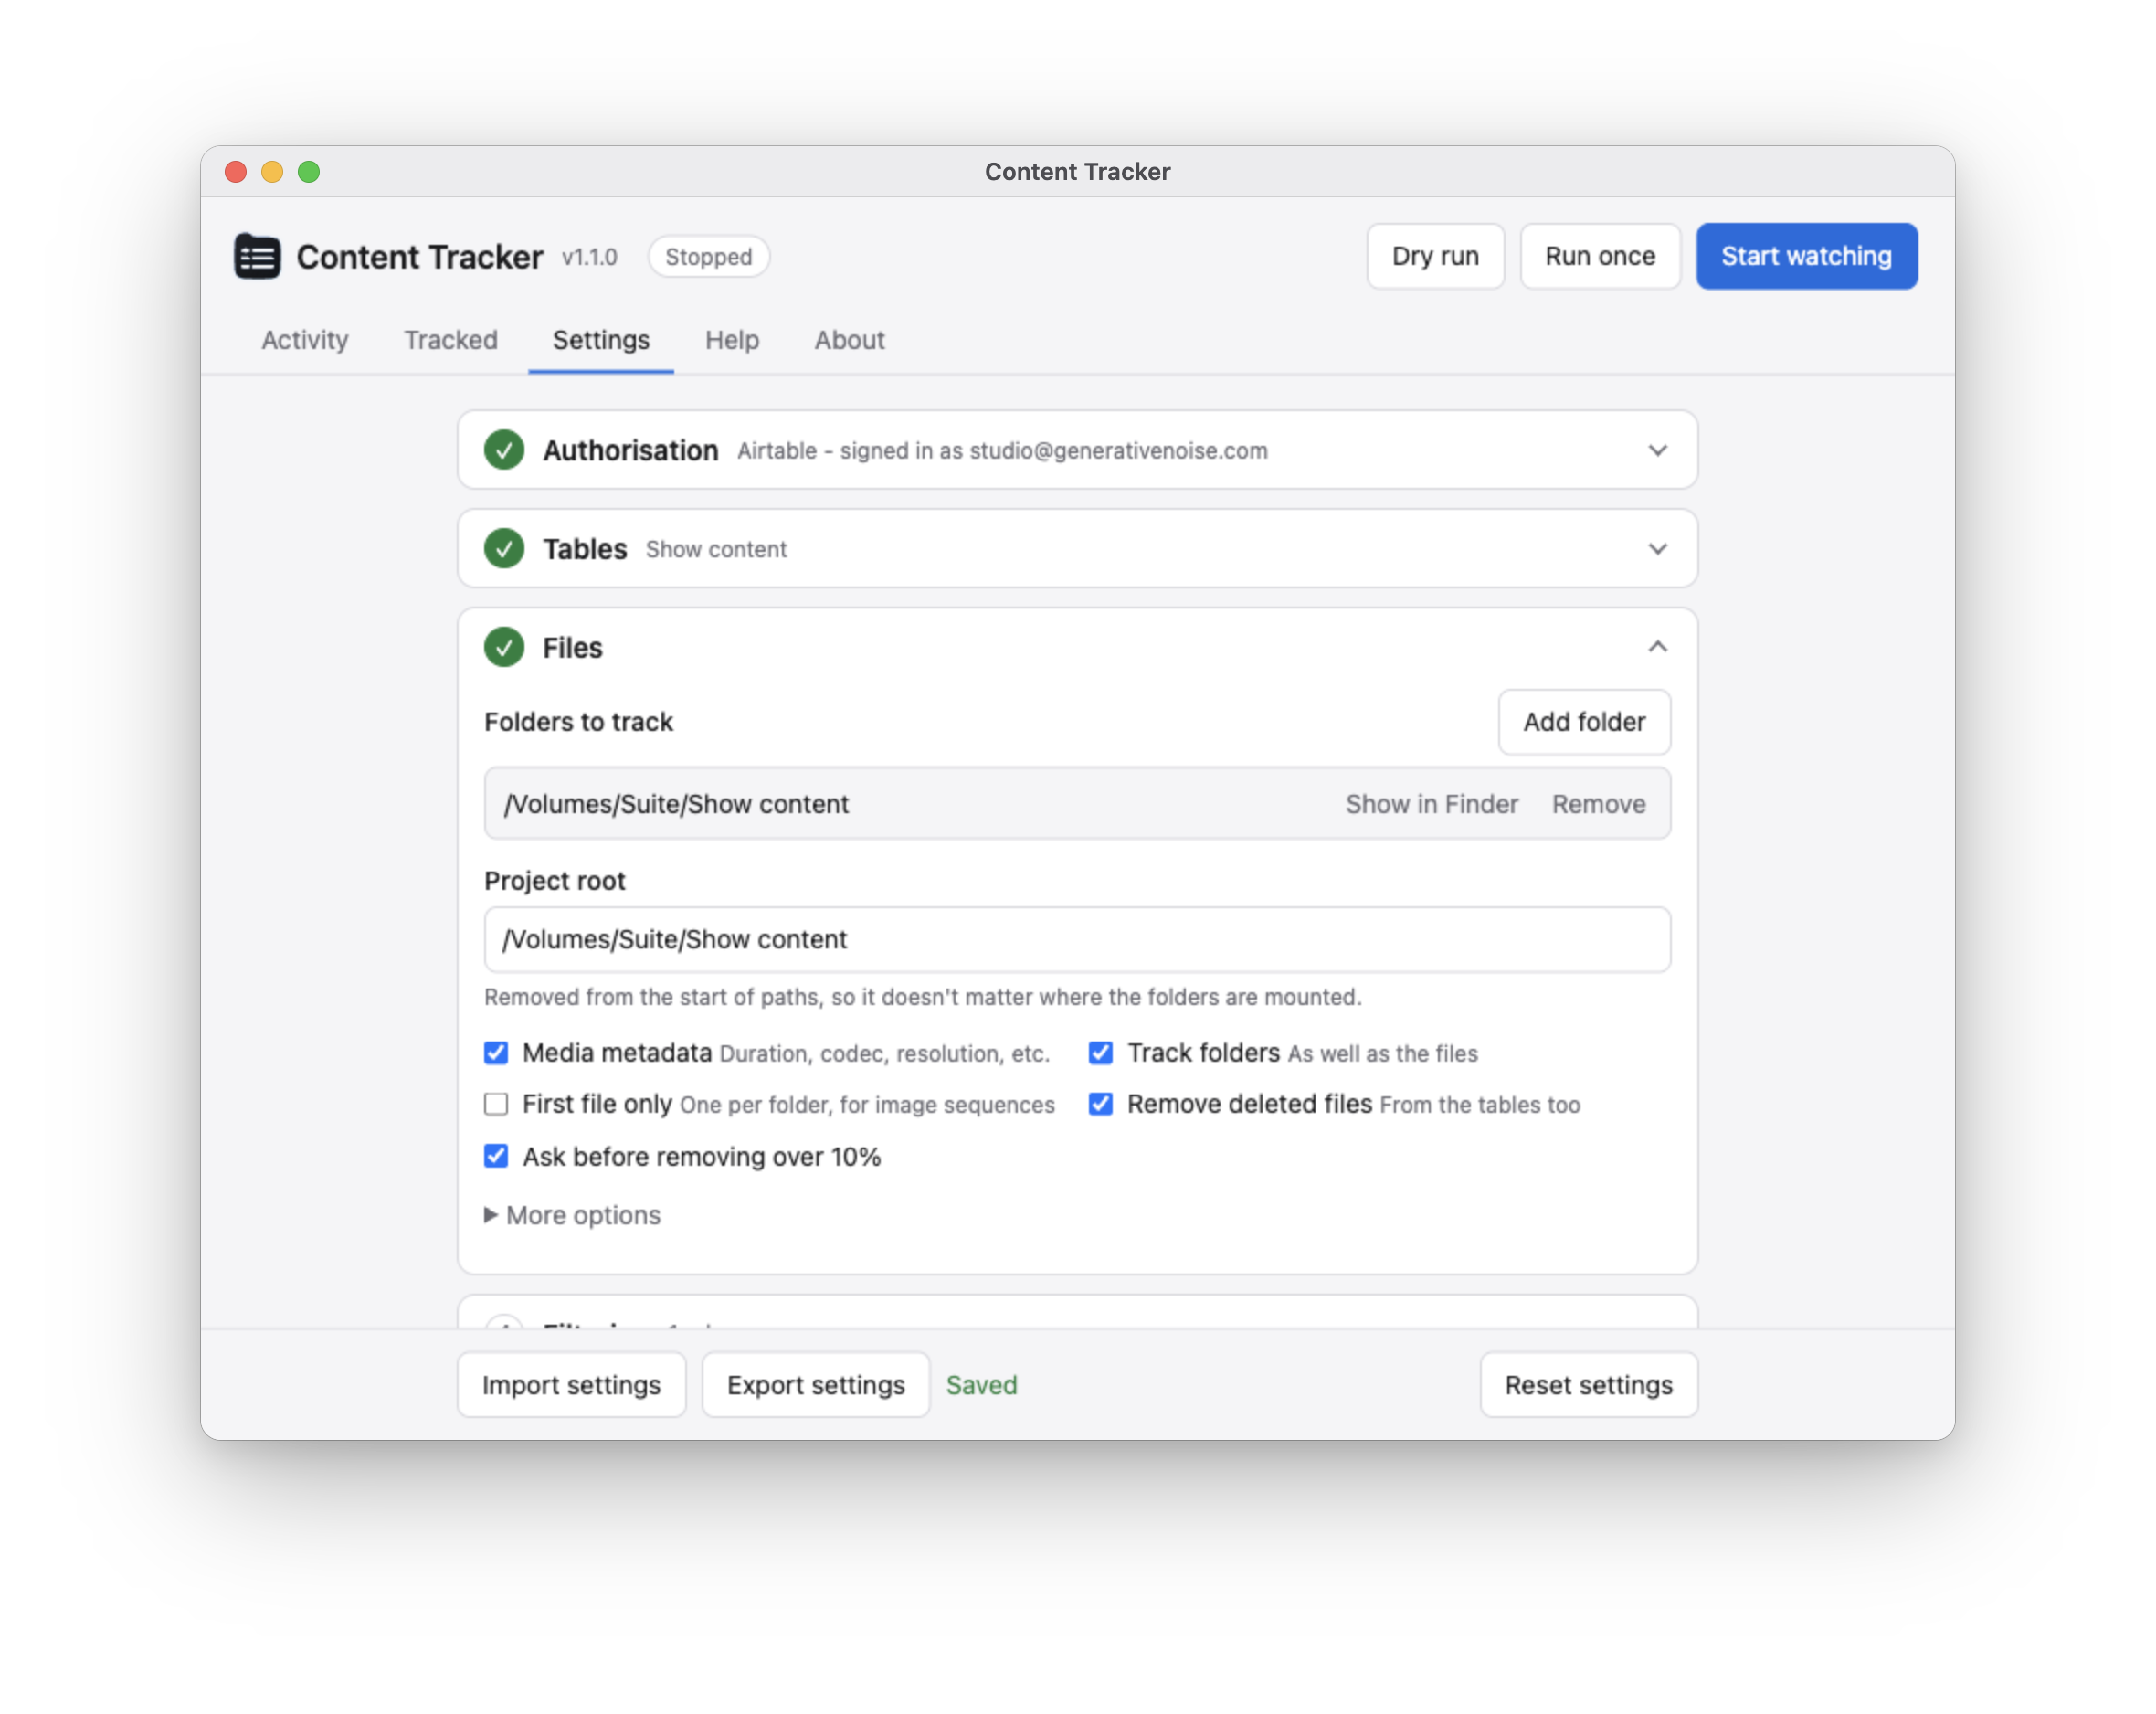 Content Tracker
Content Tracker v1.1.0 Stopped Dry run Run once Start watching
Activity Tracked Settings Help About
Authorisation Airtable - signed in as studio@generativenoise.com
Tables Show content
Files
Folders to track Add folder
/Volumes/Suite/Show content Show in Finder Remove
Project root
/Volumes/Suite/Show content
Removed from the start of paths, so it doesn't matter where the folders are mounted.
Media metadata Duration, codec, resolution, etc. Track folders As well as the files
First file only One per folder, for image sequences Remove deleted files From the tables too
Ask before removing over 10%
More options
Import settings Export settings Saved Reset settings